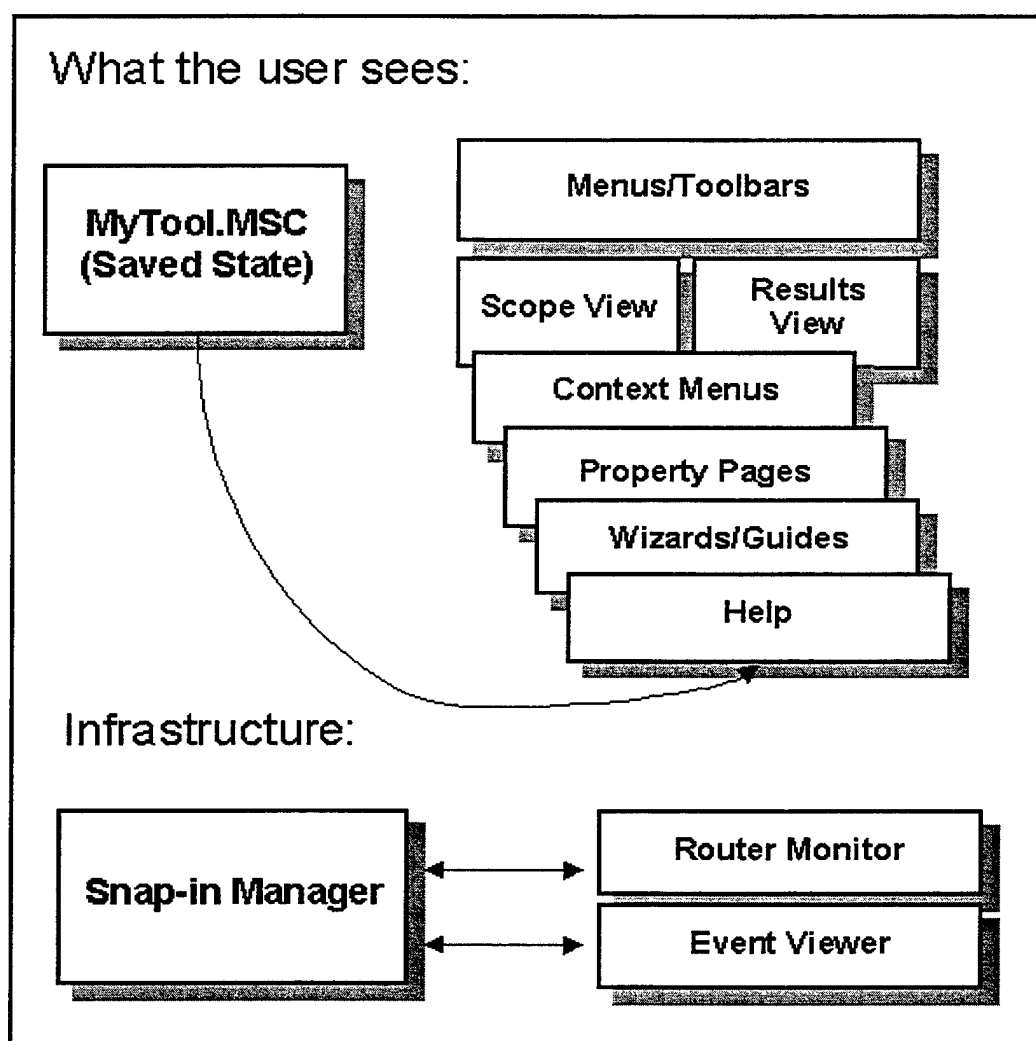 What the user sees:
MyTool.MSC
(Saved State)
Menus/Toolbars
Scope View
Results
View
Context Menus
Property Pages
Wizards/Guides
Help
Infrastructure:
Snap-in Manager
Router Monitor
Event Viewer